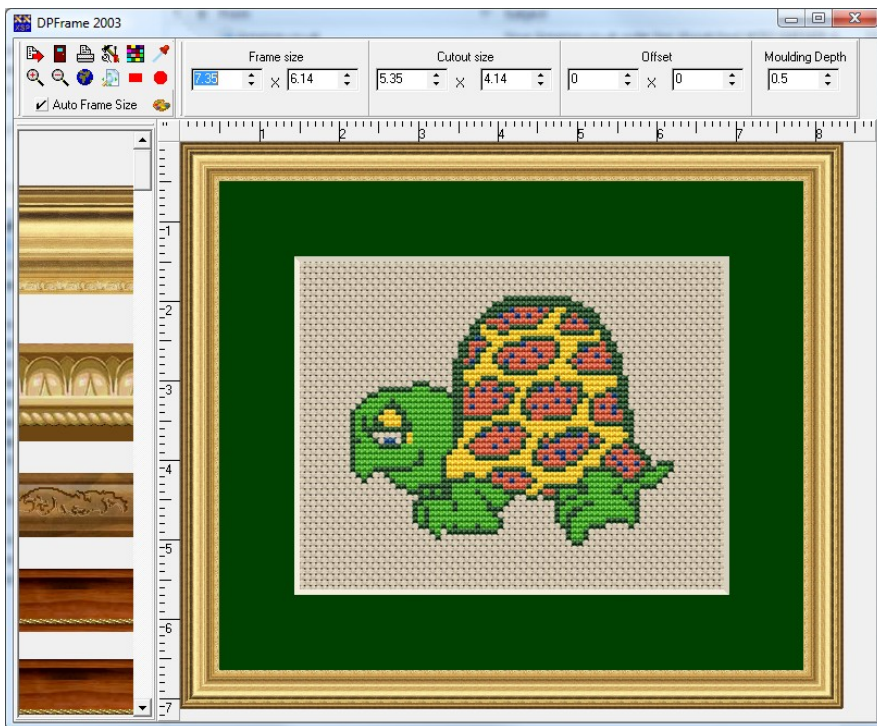 XSP
DPFrame 2003
Frame size
Cutout size
Offset
Moulding Depth
7.35 x 6.14
5.35 x 4.14
0 x 0
0.5
Auto Frame Size
"
1 2 3 4 5 6 7 8
1
2
3
4
5
6
7